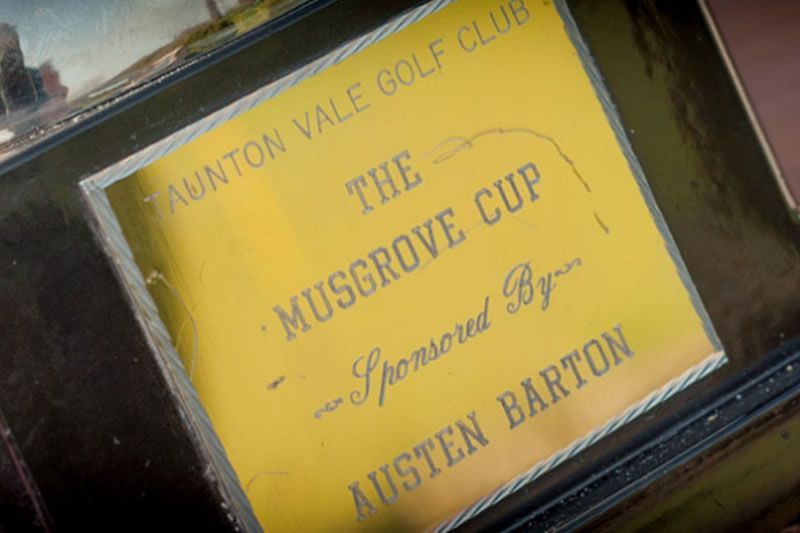 TAUNTON VALE GOLF CLUB
THE
MUSGROVE CUP
~Sponsored By~
AUSTEN BARTON